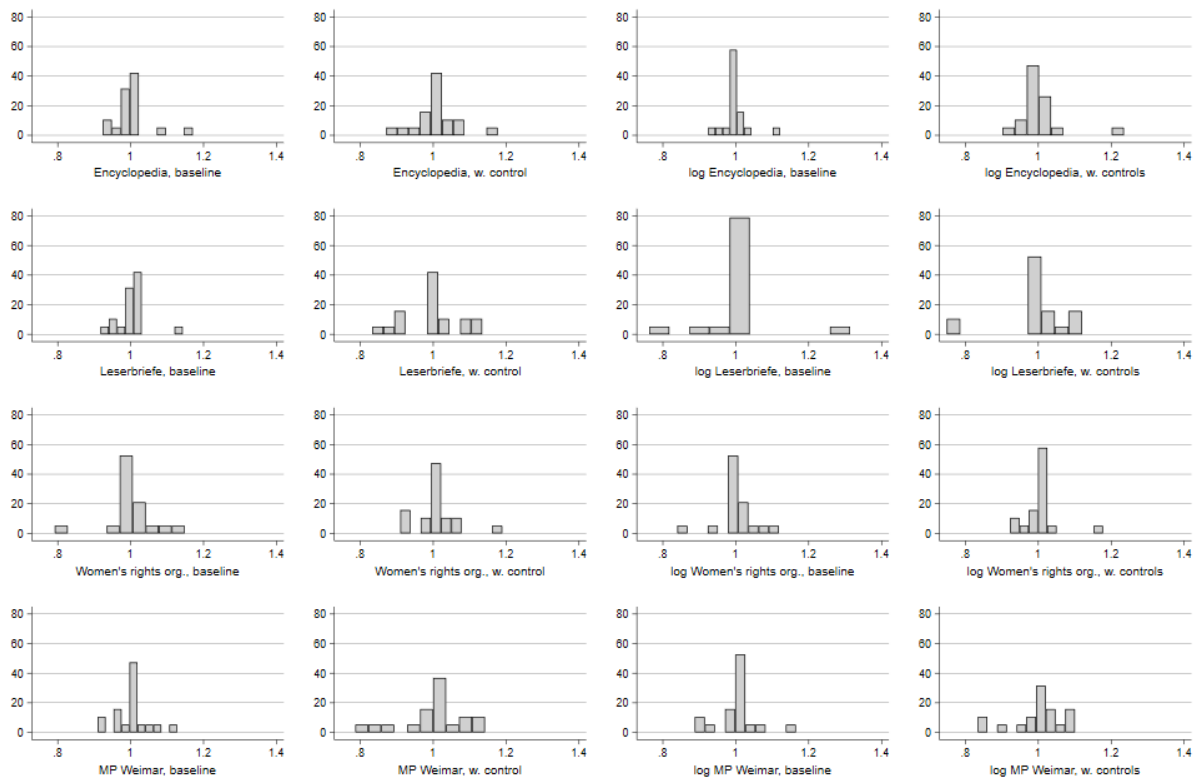 80
60
40
20
0
.8 1 1.2 1.4
Encyclopedia, baseline
80
60
40
20
0
.8 1 1.2 1.4
Encyclopedia, w. control
80
60
40
20
0
.8 1 1.2 1.4
log Encyclopedia, baseline
80
60
40
20
0
.8 1 1.2 1.4
log Encyclopedia, w. controls
80
60
40
20
0
.8 1 1.2 1.4
Leserbriefe, baseline
80
60
40
20
0
.8 1 1.2 1.4
Leserbriefe, w. control
80
60
40
20
0
.8 1 1.2 1.4
log Leserbriefe, baseline
80
60
40
20
0
.8 1 1.2 1.4
log Leserbriefe, w. controls
80
60
40
20
0
.8 1 1.2 1.4
Women's rights org., baseline
80
60
40
20
0
.8 1 1.2 1.4
Women's rights org., w. control
80
60
40
20
0
.8 1 1.2 1.4
log Women's rights org., baseline
80
60
40
20
0
.8 1 1.2 1.4
log Women's rights org., w. controls
80
60
40
20
0
.8 1 1.2 1.4
MP Weimar, baseline
80
60
40
20
0
.8 1 1.2 1.4
MP Weimar, w. control
80
60
40
20
0
.8 1 1.2 1.4
log MP Weimar, baseline
80
60
40
20
0
.8 1 1.2 1.4
log MP Weimar, w. controls